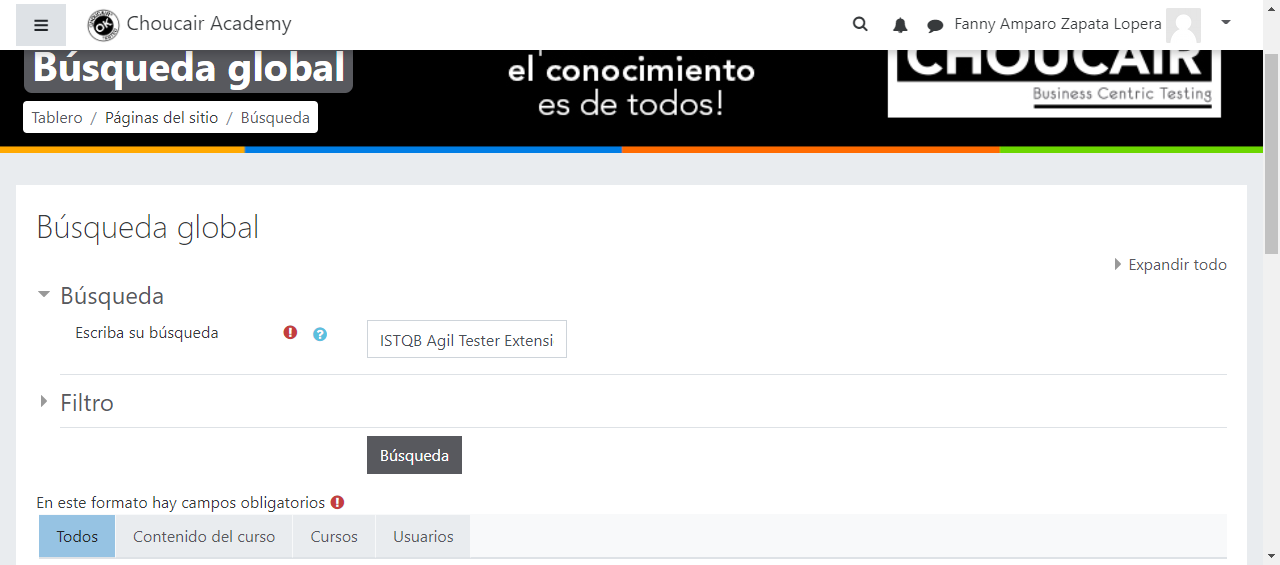 Choucair Academy
Fanny Amparo Zapata Lopera
Búsqueda global
el conocimiento
es de todos!
CHOUCAIR
Business Centric Testing
Tablero / Páginas del sitio / Búsqueda
Búsqueda global
Expandir todo
Búsqueda
Escriba su búsqueda
ISTQB Agil Tester Extensi
Filtro
Búsqueda
En este formato hay campos obligatorios
Todos
Contenido del curso
Cursos
Usuarios